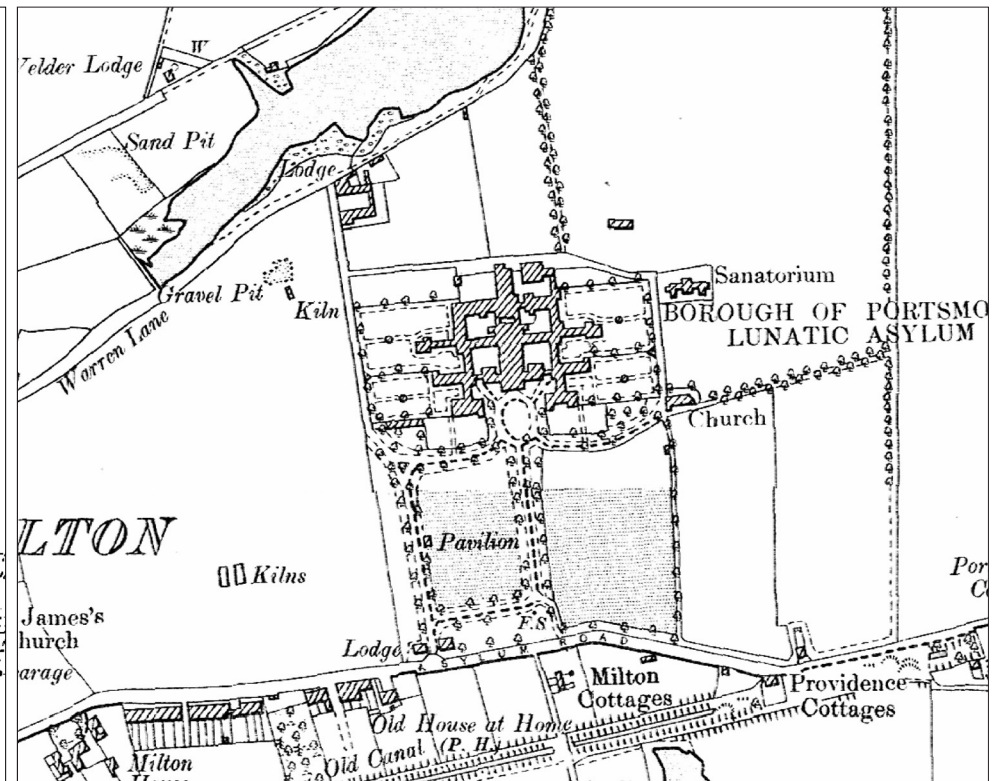 W
Velder Lodge
Sand Pit
Lodge
Gravel Pit
Kiln
Warren Lane
Sanatorium
BOROUGH OF PORTSMO
LUNATIC ASYLUM
Church
LTON
Pavilion
Kilns
Por
James's
hurch
arage
F.S
Lodge
ASYLUM ROAD
Milton
Cottages
Providence
Cottages
Old House at Home
(P. H.)
Old Canal
Milton